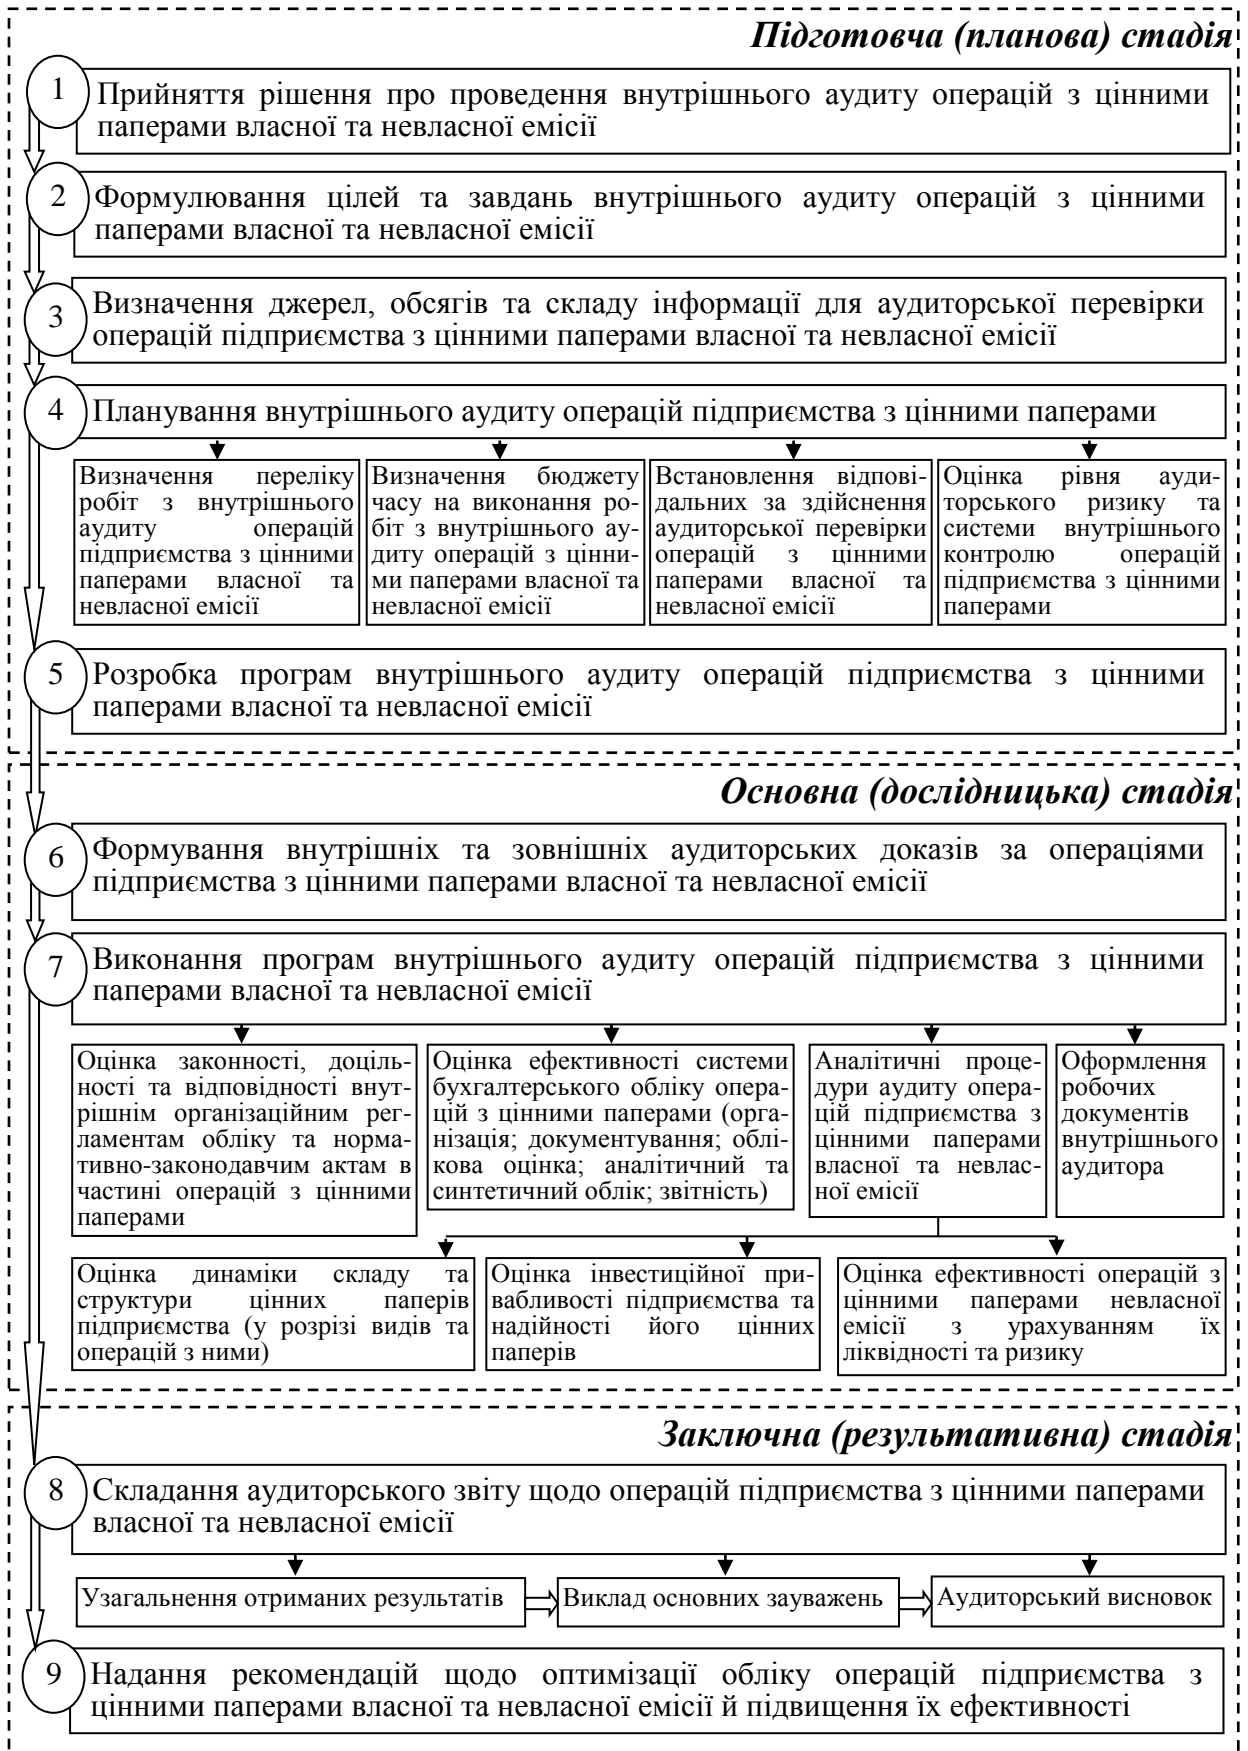 Підготовча (планова) стадія
1
Прийняття рішення про проведення внутрішнього аудиту операцій з цінними
паперами власної та невласної емісії
2
Формулювання цілей та завдань внутрішнього аудиту операцій з цінними
паперами власної та невласної емісії
3
Визначення джерел, обсягів та складу інформації для аудиторської перевірки
операцій підприємства з цінними паперами власної та невласної емісії
4
Планування внутрішнього аудиту операцій підприємства з цінними паперами
Визначення переліку
робіт з внутрішнього
аудиту операцій
підприємства з цінними
паперами власної та
невласної емісії
Визначення бюджету
часу на виконання ро-
біт з внутрішнього ау-
диту операцій з цінни-
ми паперами власної та
невласної емісії
Встановлення відпові-
дальних за здійснення
аудиторської перевірки
операцій з цінними
паперами власної та
невласної емісії
Оцінка рівня ауди-
торського ризику та
системи внутрішнього
контролю операцій
підприємства з цінними
паперами
5
Розробка програм внутрішнього аудиту операцій підприємства з цінними
паперами власної та невласної емісії
Основна (дослідницька) стадія
6
Формування внутрішніх та зовнішніх аудиторських доказів за операціями
підприємства з цінними паперами власної та невласної емісії
7
Виконання програм внутрішнього аудиту операцій підприємства з цінними
паперами власної та невласної емісії
Оцінка законності, доціль-
ності та відповідності внут-
рішнім організаційним рег-
ламентам обліку та норма-
тивно-законодавчим актам в
частині операцій з цінними
паперами
Оцінка ефективності системи
бухгалтерського обліку опера-
цій з цінними паперами (орга-
нізація; документування; облі-
кова оцінка; аналітичний та
синтетичний облік; звітність)
Аналітичні проце-
дури аудиту опера-
цій підприємства з
цінними паперами
власної та невлас-
ної емісії
Оформлення
робочих
документів
внутрішнього
аудитора
Оцінка динаміки складу та
структури цінних паперів
підприємства (у розрізі видів та
операцій з ними)
Оцінка інвестиційної при-
вабливості підприємства та
надійності його цінних
паперів
Оцінка ефективності операцій з
цінними паперами невласної
емісії з урахуванням їх
ліквідності та ризику
Заключна (результативна) стадія
8
Складання аудиторського звіту щодо операцій підприємства з цінними паперами
власної та невласної емісії
Узагальнення отриманих результатів
Виклад основних зауважень
Аудиторський висновок
9
Надання рекомендацій щодо оптимізації обліку операцій підприємства з
цінними паперами власної та невласної емісії й підвищення їх ефективності